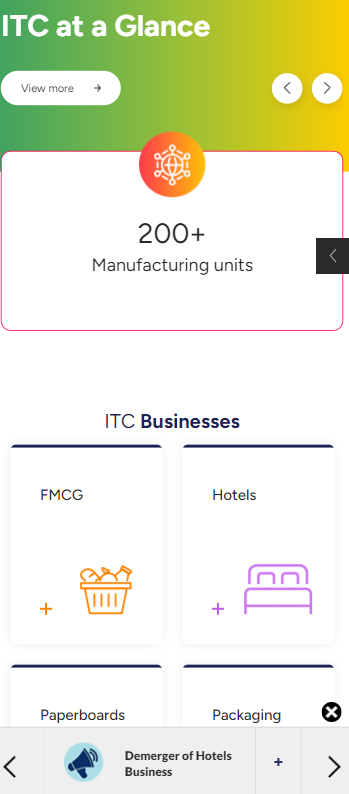 ITC at a Glance
View more
200+
Manufacturing units
ITC Businesses
FMCG
Hotels
Paperboards
Packaging
Demerger of Hotels
Business